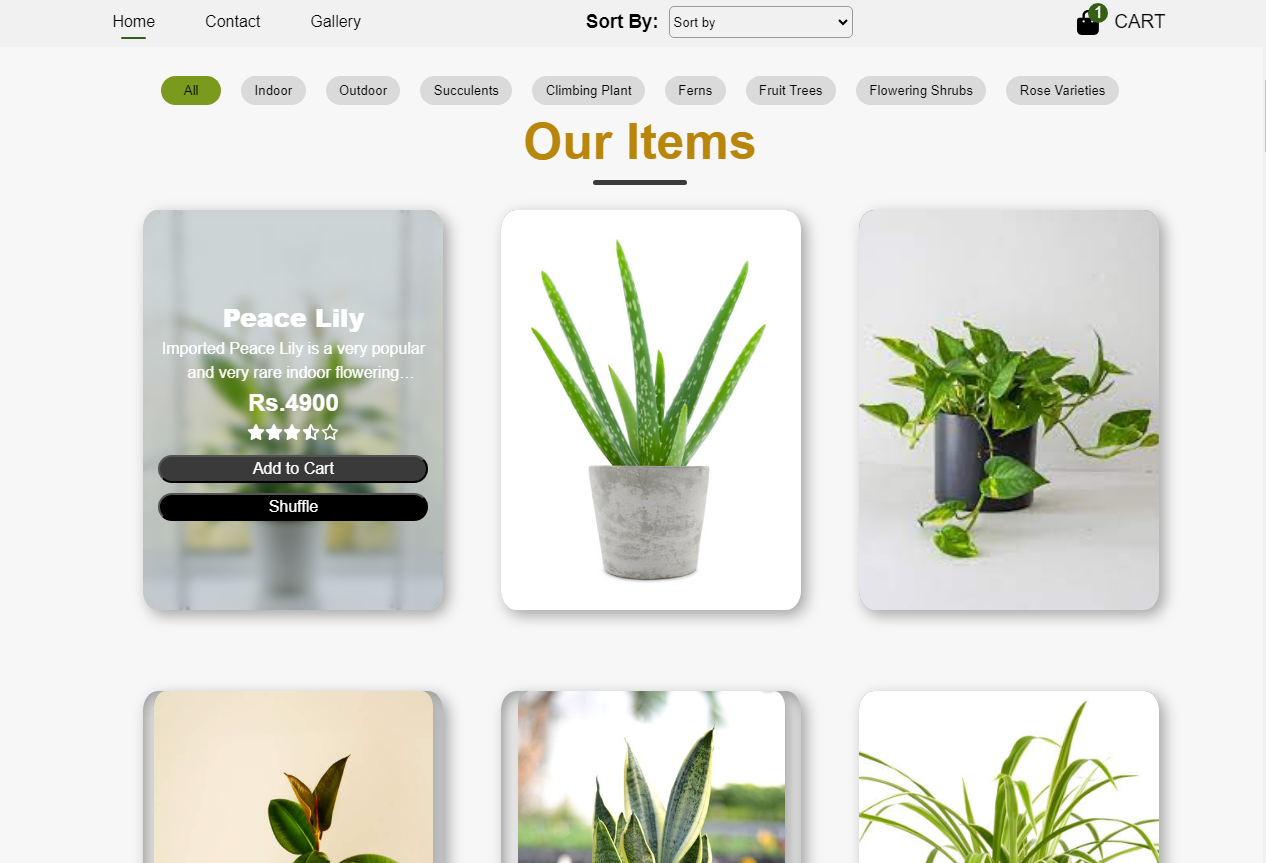 Home Contact Gallery Sort By: Sort by 1 CART
All Indoor Outdoor Succulents Climbing Plant Ferns Fruit Trees Flowering Shrubs Rose Varieties
Our Items
Peace Lily
Imported Peace Lily is a very popular
and very rare indoor flowering...
Rs.4900
Add to Cart
Shuffle